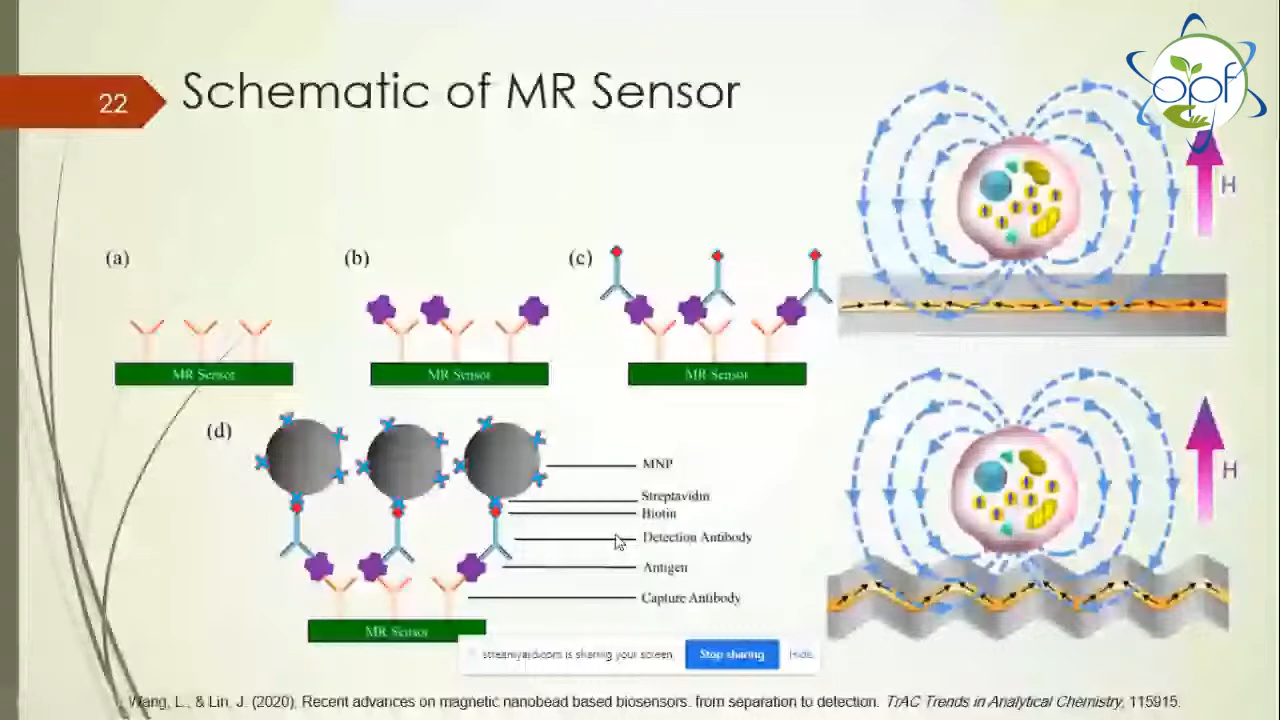 22
Schematic of MR Sensor
opf
H
(a)
(b)
(c)
MR Sensor
MR Sensor
MR Sensor
(d)
MNP
Streptavidin
Biotin
Detection Antibody
Antigen
Capture Antibody
MR Sensor
H
streamyard.com is sharing your screen.
Stop sharing
Hide
Wang, L., & Lin, J. (2020). Recent advances on magnetic nanobead based biosensors: from separation to detection. TrAC Trends in Analytical Chemistry, 115915.